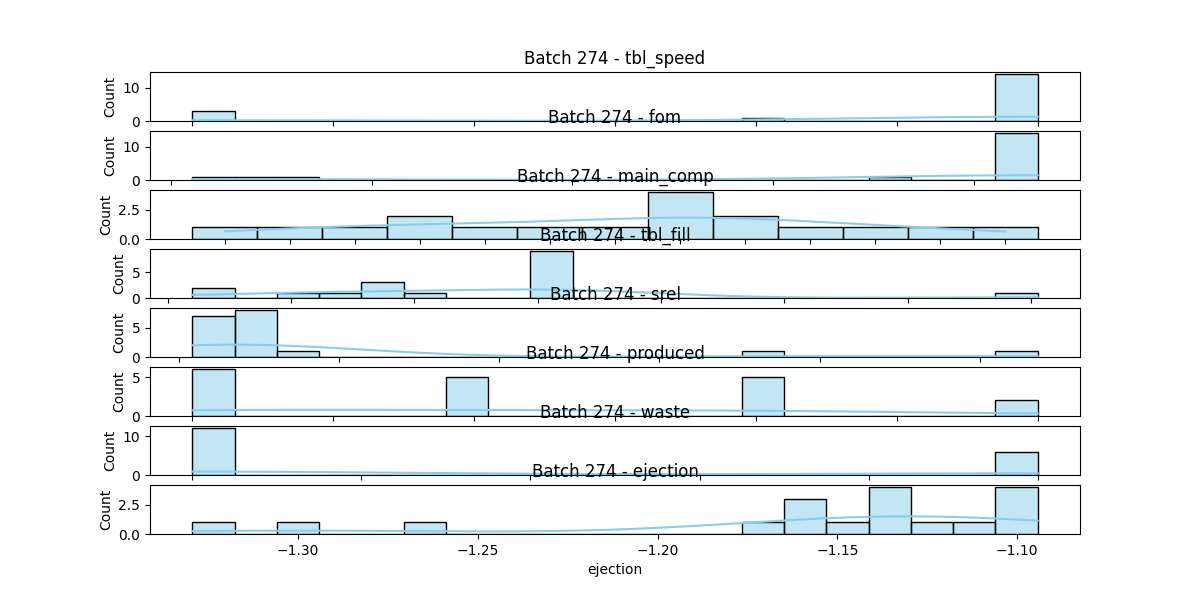 Batch 274 - tbl_speed
Count
10
0
Batch 274 - fom
Count
10
0
Batch 274 - main_comp
Count
2.5
0.0
Batch 274 - tbl_fill
Count
5
0
Batch 274 - srel
Count
5
0
Batch 274 - produced
Count
5
0
Batch 274 - waste
Count
10
0
Batch 274 - ejection
Count
2.5
0.0
−1.30 −1.25 −1.20 −1.15 −1.10
ejection